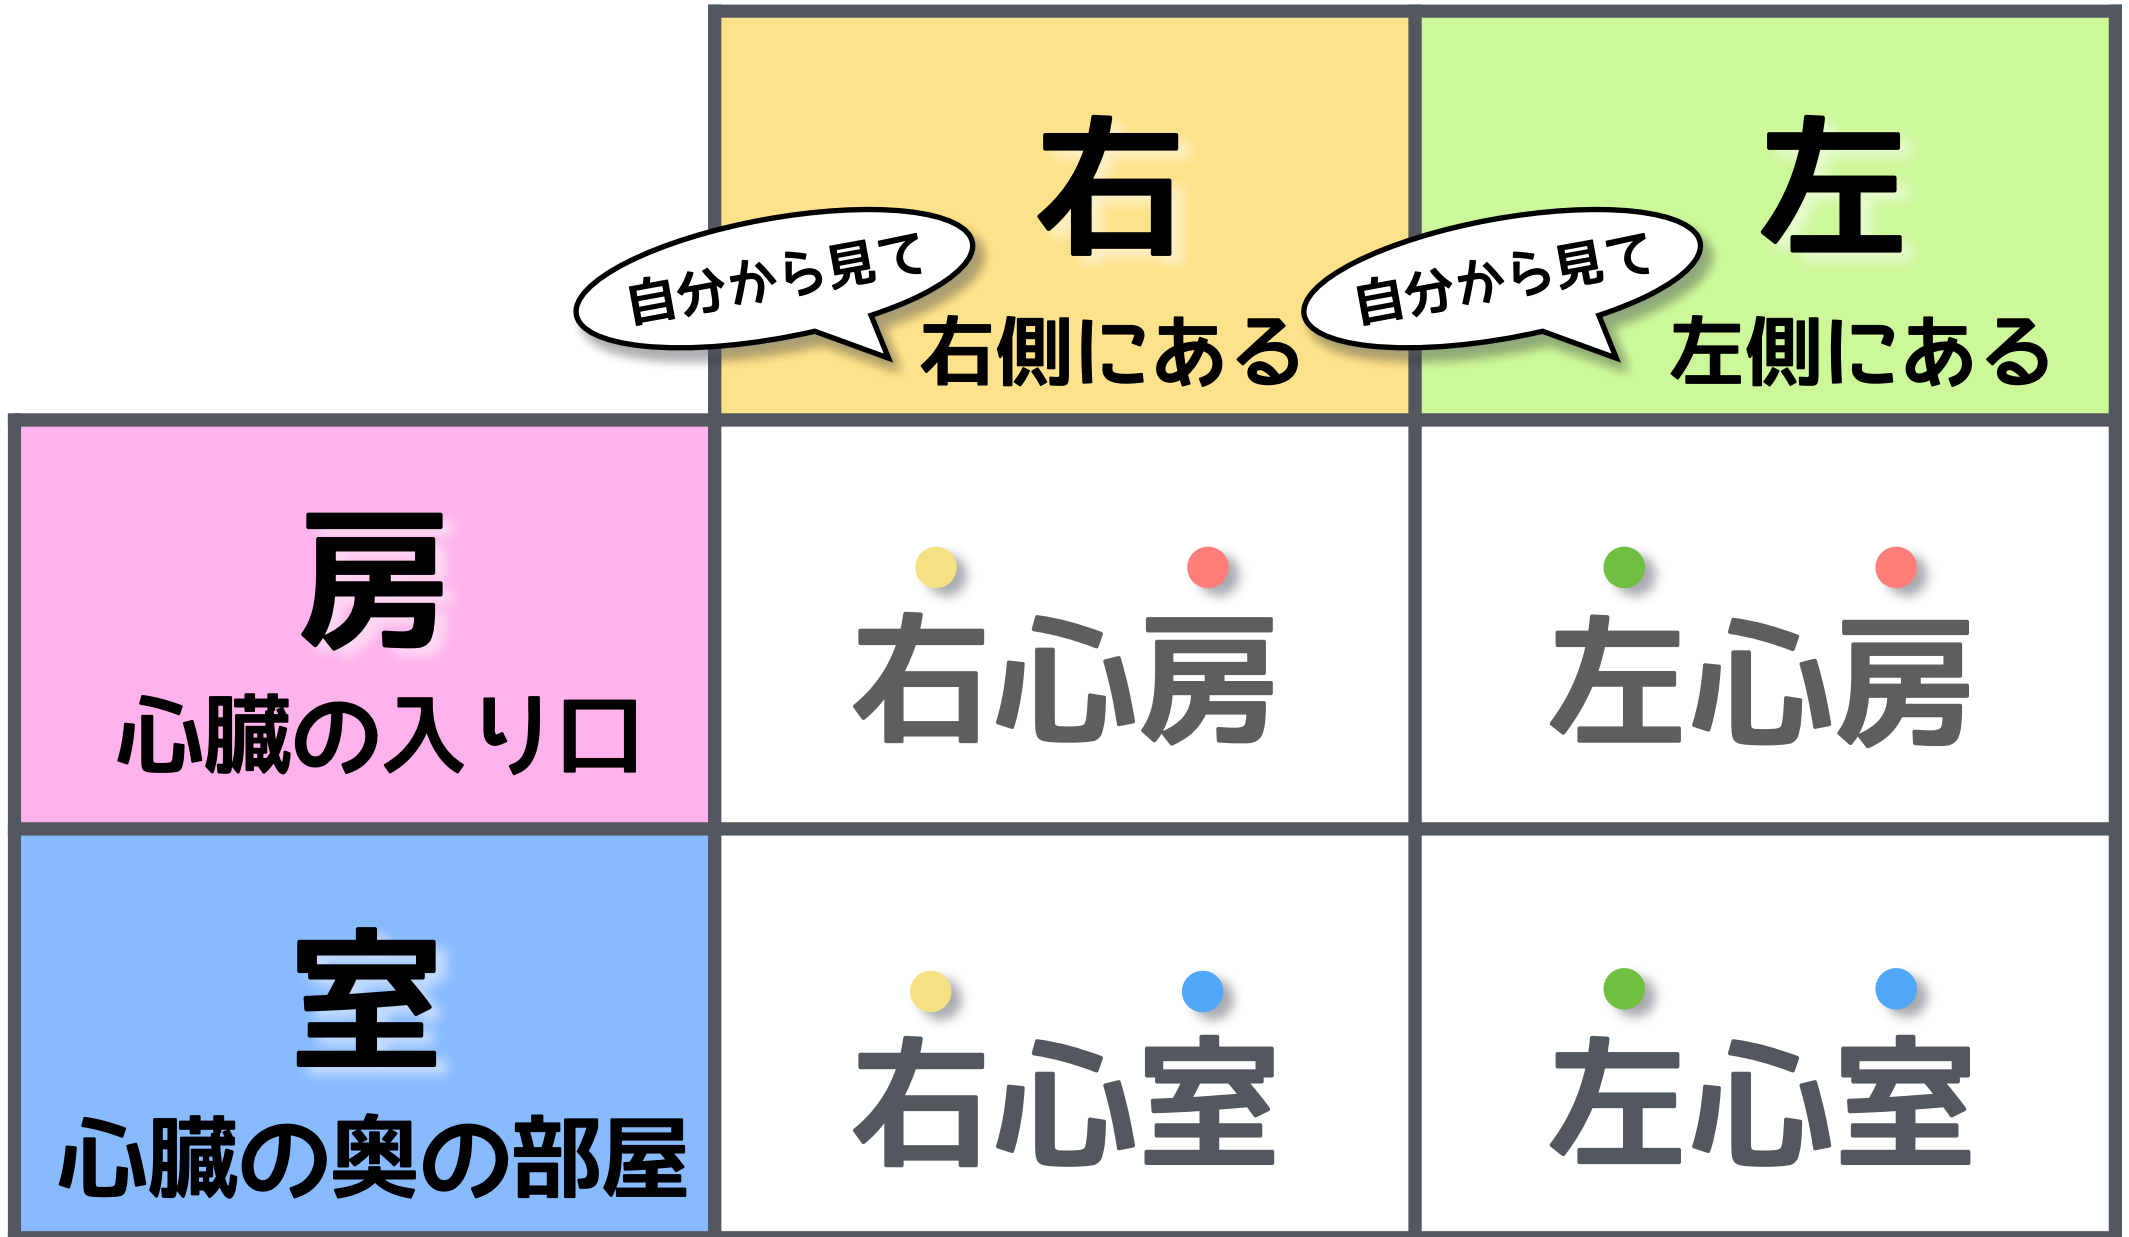 右
自分から見て
右側にある
左
自分から見て
左側にある
房
心臓の入り口
右心房
左心房
室
心臓の奥の部屋
右心室
左心室